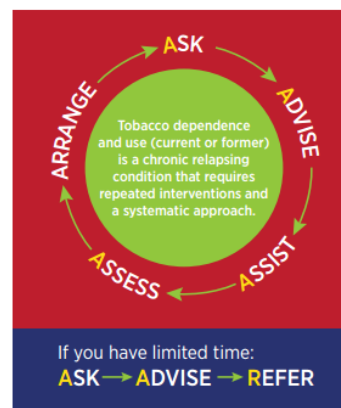 ASK
ADVISE
ASSIST
ASSESS
ARRANGE
Tobacco dependence
and use (current or former)
is a chronic relapsing
condition that requires
repeated interventions and
a systematic approach.
If you have limited time:
ASK → ADVISE → REFER